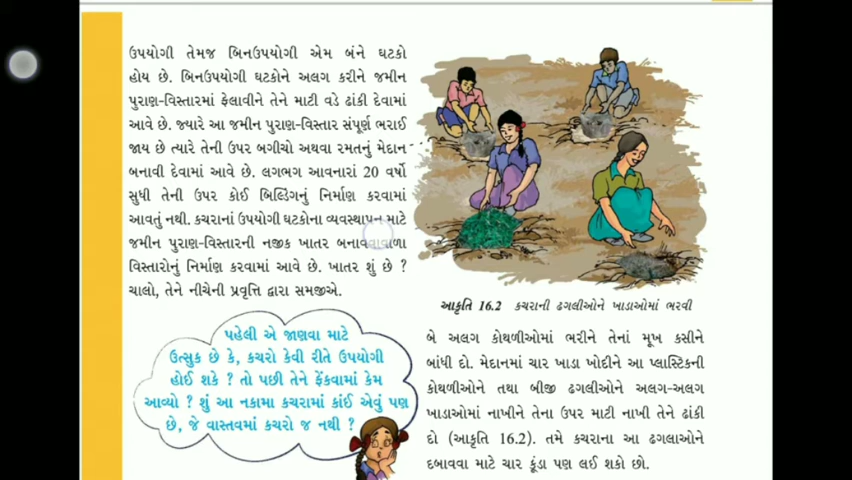 ઉપયોગી તેમજ બિનઉપયોગી એમ બંને ઘટકો
હોય છે. બિનઉપયોગી ઘટકોને અલગ કરીને જમીન
પુરાણ-વિસ્તારમાં ફેલાવીને તેને માટી વડે ઢાંકી દેવામાં
આવે છે. જ્યારે આ જમીન પુરાણ-વિસ્તાર સંપૂર્ણ ભરાઈ
જાય છે ત્યારે તેની ઉપર બગીચો અથવા રમતનું મેદાન
બનાવી દેવામાં આવે છે. લગભગ આવનારાં 20 વર્ષો
સુધી તેની ઉપર કોઈ બિલ્ડિંગનું નિર્માણ કરવામાં
આવતું નથી. કચરાનાં ઉપયોગી ઘટકોના વ્યવસ્થાપન માટે
જમીન પુરાણ-વિસ્તારની નજીક ખાતર બનાવવાવાળા
વિસ્તારોનું નિર્માણ કરવામાં આવે છે. ખાતર શું છે ?
ચાલો, તેને નીચેની પ્રવૃત્તિ દ્વારા સમજીએ.
પહેલી એ જાણવા માટે
ઉત્સુક છે કે, કચરો કેવી રીતે ઉપયોગી
હોઈ શકે ? તો પછી તેને ફેંકવામાં કેમ
આવ્યો ? શું આ નકામા કચરામાં કાંઈ એવું પણ
છે, જે વાસ્તવમાં કચરો જ નથી ?
આકૃતિ 16.2 કચરાની ઢગલીઓને ખાડાઓમાં ભરવી
બે અલગ કોથળીઓમાં ભરીને તેનાં મૂખ કસીને
બાંધી દો. મેદાનમાં ચાર ખાડા ખોદીને આ પ્લાસ્ટિકની
કોથળીઓને તથા બીજી ઢગલીઓને અલગ-અલગ
ખાડાઓમાં નાખીને તેના ઉપર માટી નાખી તેને ઢાંકી
દો (આકૃતિ 16.2). તમે કચરાના આ ઢગલાઓને
દબાવવા માટે ચાર કૂંડા પણ લઈ શકો છો.